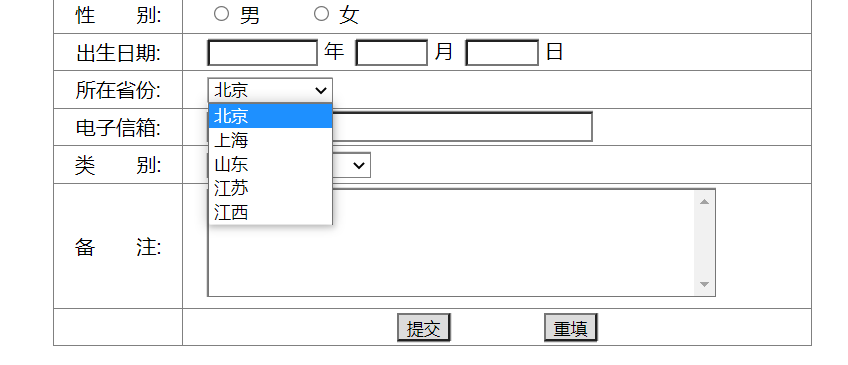 性 别: 男 女
出生日期: 年 月 日
所在省份: 北京
北京
电子信箱:
上海
类 别:
山东
江苏
江西
备 注:
提交 重填